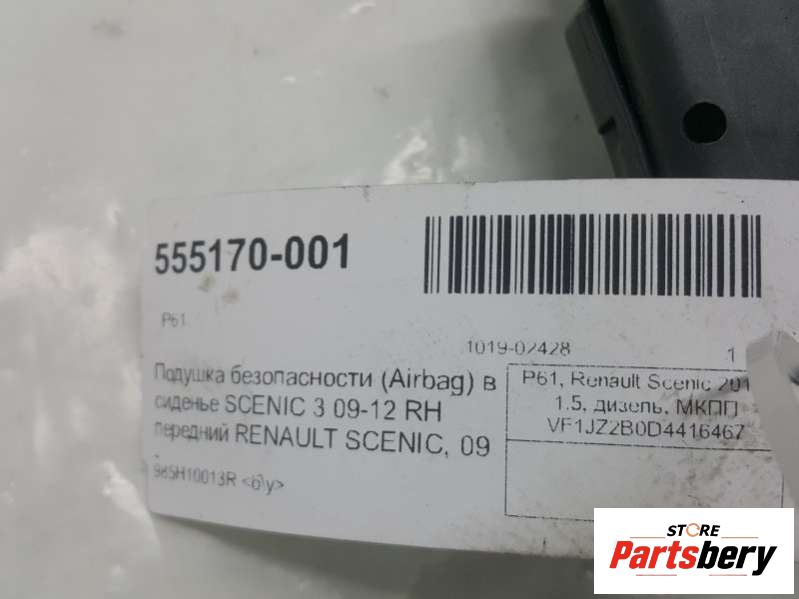 555170-001
P61
1019-02428 1
Подушка безопасности (Airbag) в
сиденье SCENIC 3 09-12 RH
передний RENAULT SCENIC, 09
985H10013R <б\у>
P61, Renault Scenic 201
1.5, дизель, МКПП
VF1JZ2B0D4416467
STORE
Partsbery